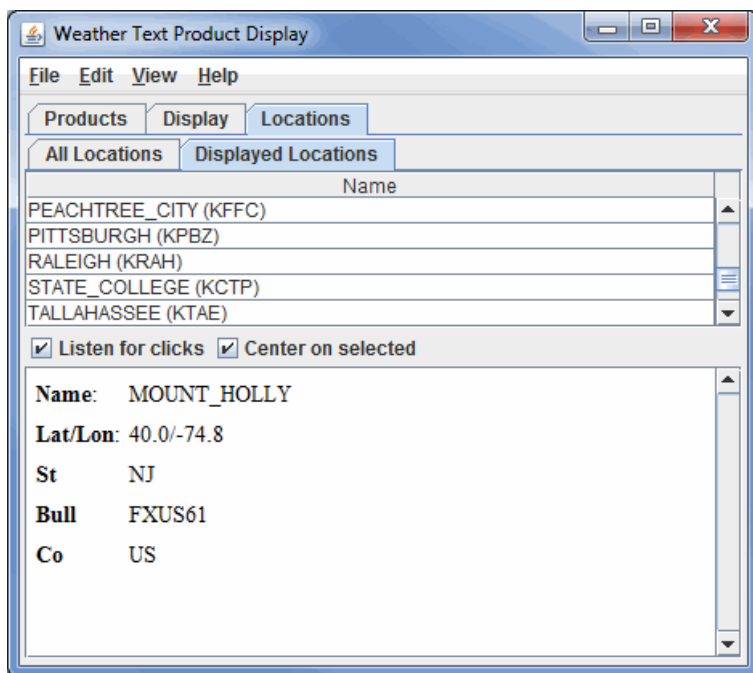 Weather Text Product Display
File Edit View Help
Products Display Locations
All Locations Displayed Locations
Name
PEACHTREE_CITY (KFFC)
PITTSBURGH (KPBZ)
RALEIGH (KRAH)
STATE_COLLEGE (KCTP)
TALLAHASSEE (KTAE)
Listen for clicks Center on selected
Name: MOUNT_HOLLY
Lat/Lon: 40.0/-74.8
St NJ
Bull FXUS61
Co US